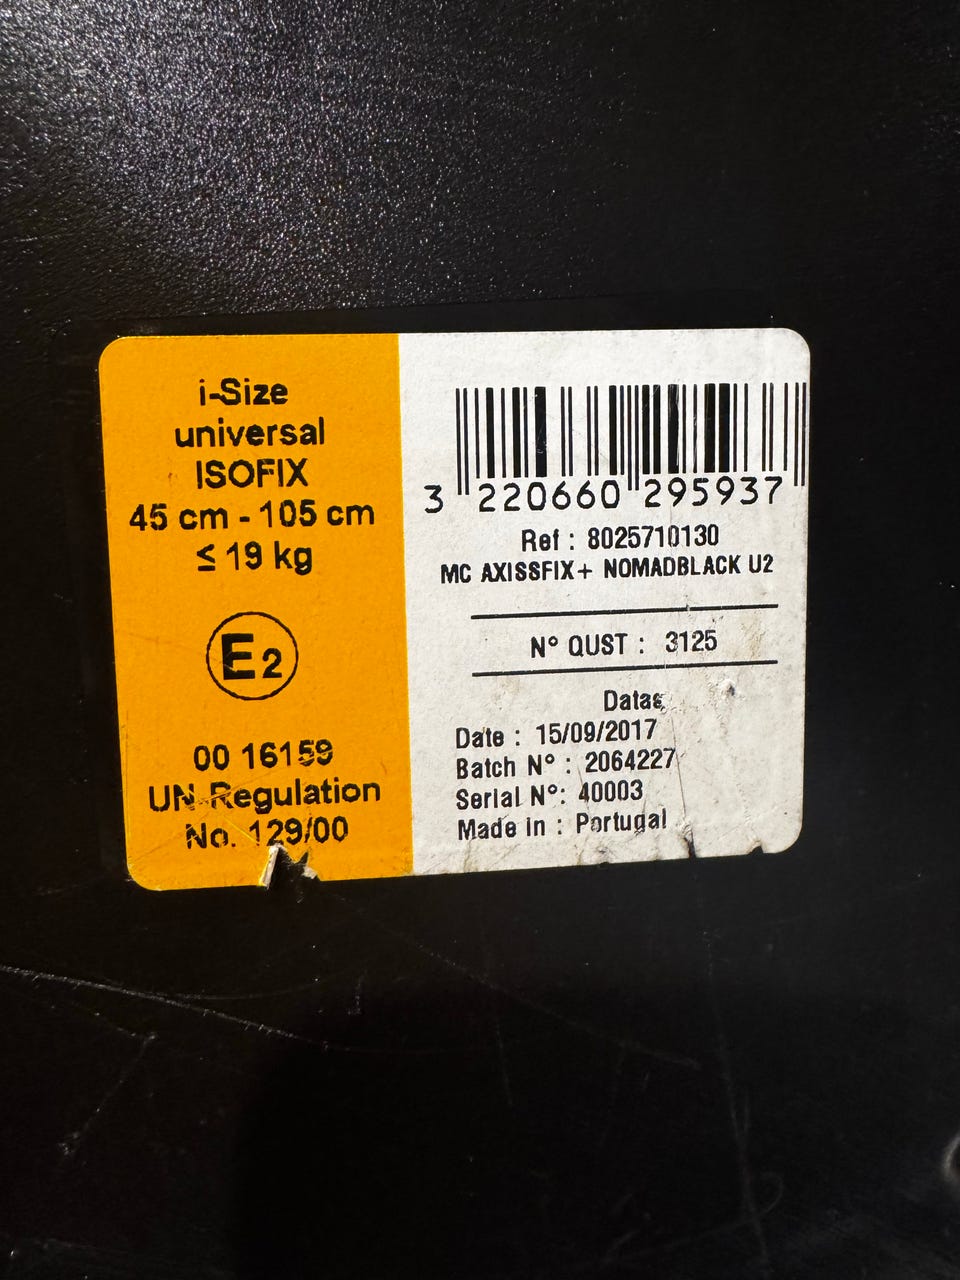 i-Size
universal
ISOFIX
45 cm - 105 cm
≤ 19 kg
E2
00 16159
UN Regulation
No. 129/00
3 220660 295937
Ref : 8025710130
MC AXISSFIX+ NOMADBLACK U2
N° QUST : 3125
Datas
Date : 15/09/2017
Batch N° : 2064227
Serial N°: 40003
Made in : Portugal